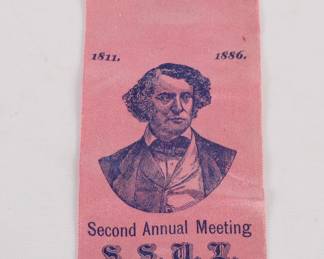 1811. 1886.
Second Annual Meeting
S. S. U. L.